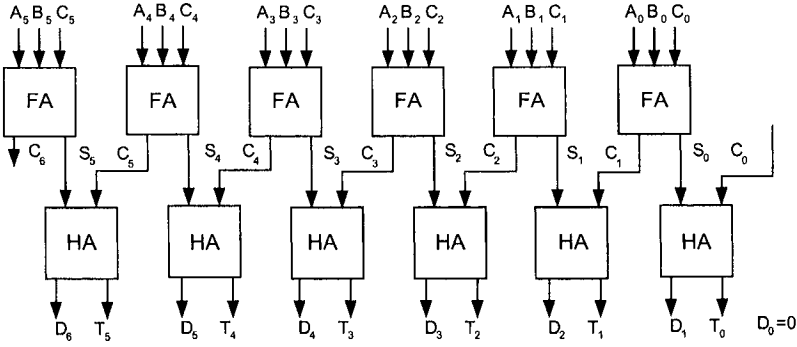 A₅ B₅ C₅ A₄ B₄ C₄ A₃ B₃ C₃ A₂ B₂ C₂ A₁ B₁ C₁ A₀ B₀ C₀
FA FA FA FA FA FA
C₆ S₅ C₅ S₄ C₄ S₃ C₃ S₂ C₂ S₁ C₁ S₀ C₀
HA HA HA HA HA HA
D₆ T₅ D₅ T₄ D₄ T₃ D₃ T₂ D₂ T₁ D₁ T₀ D₀=0